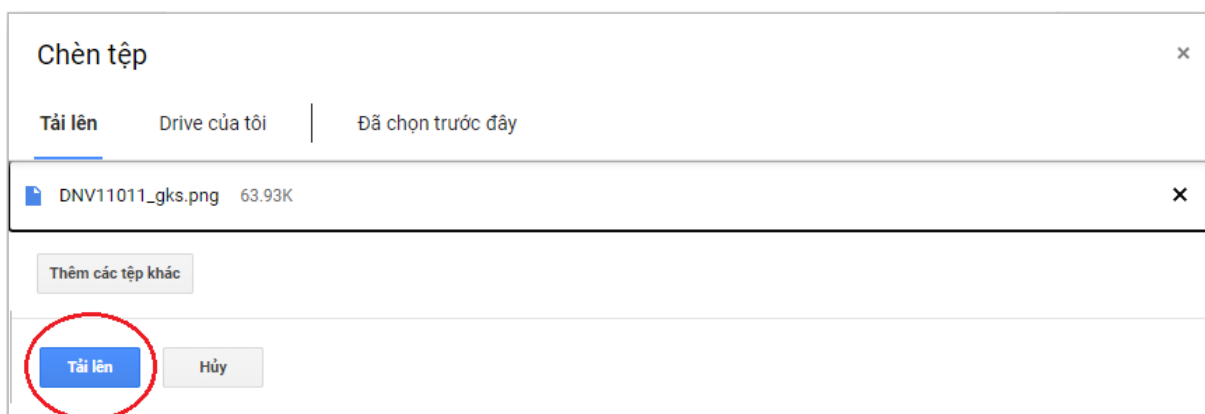 Chèn tệp ×
Tải lên Drive của tôi Đã chọn trước đây
DNV11011_gks.png 63.93K ×
Thêm các tệp khác
Tải lên Hủy